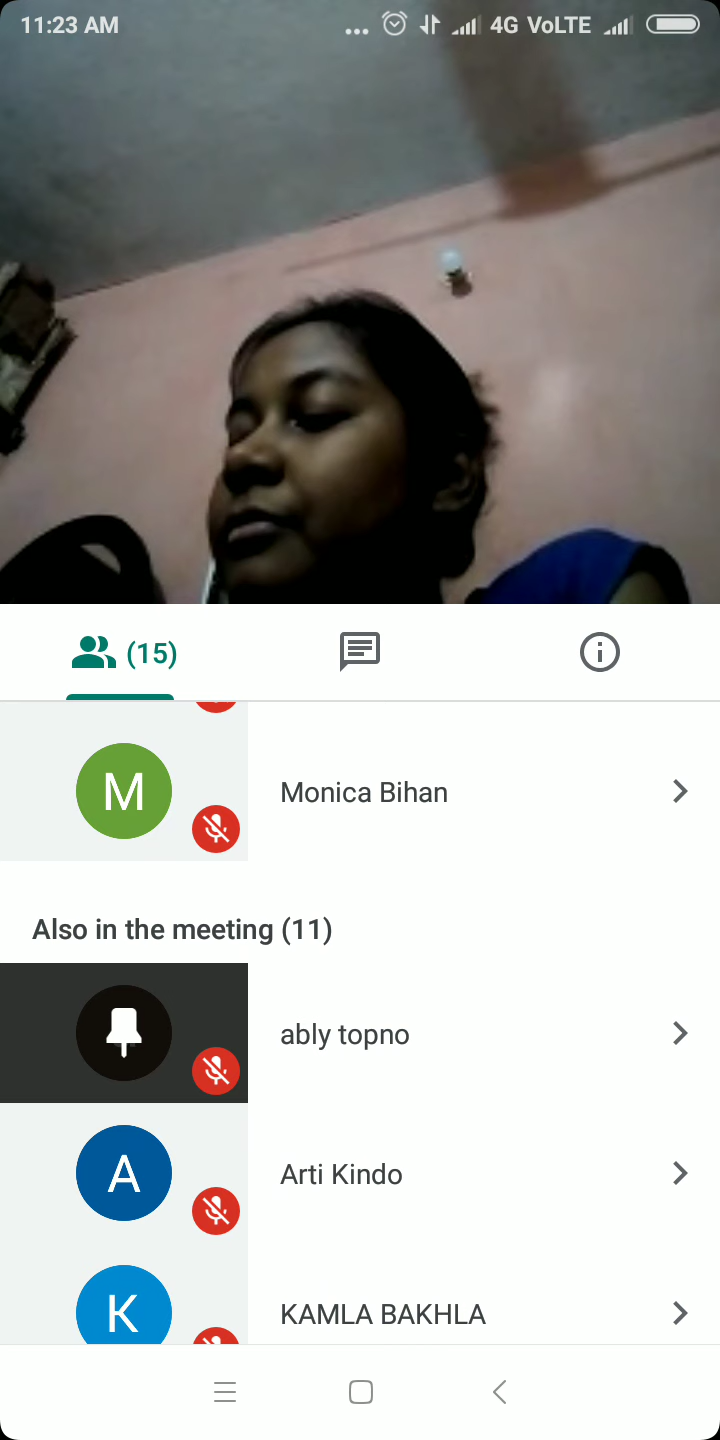 11:23 AM ... 4G VoLTE
(15)
M
Monica Bihan
Also in the meeting (11)
ably topno
A
Arti Kindo
K
KAMLA BAKHLA